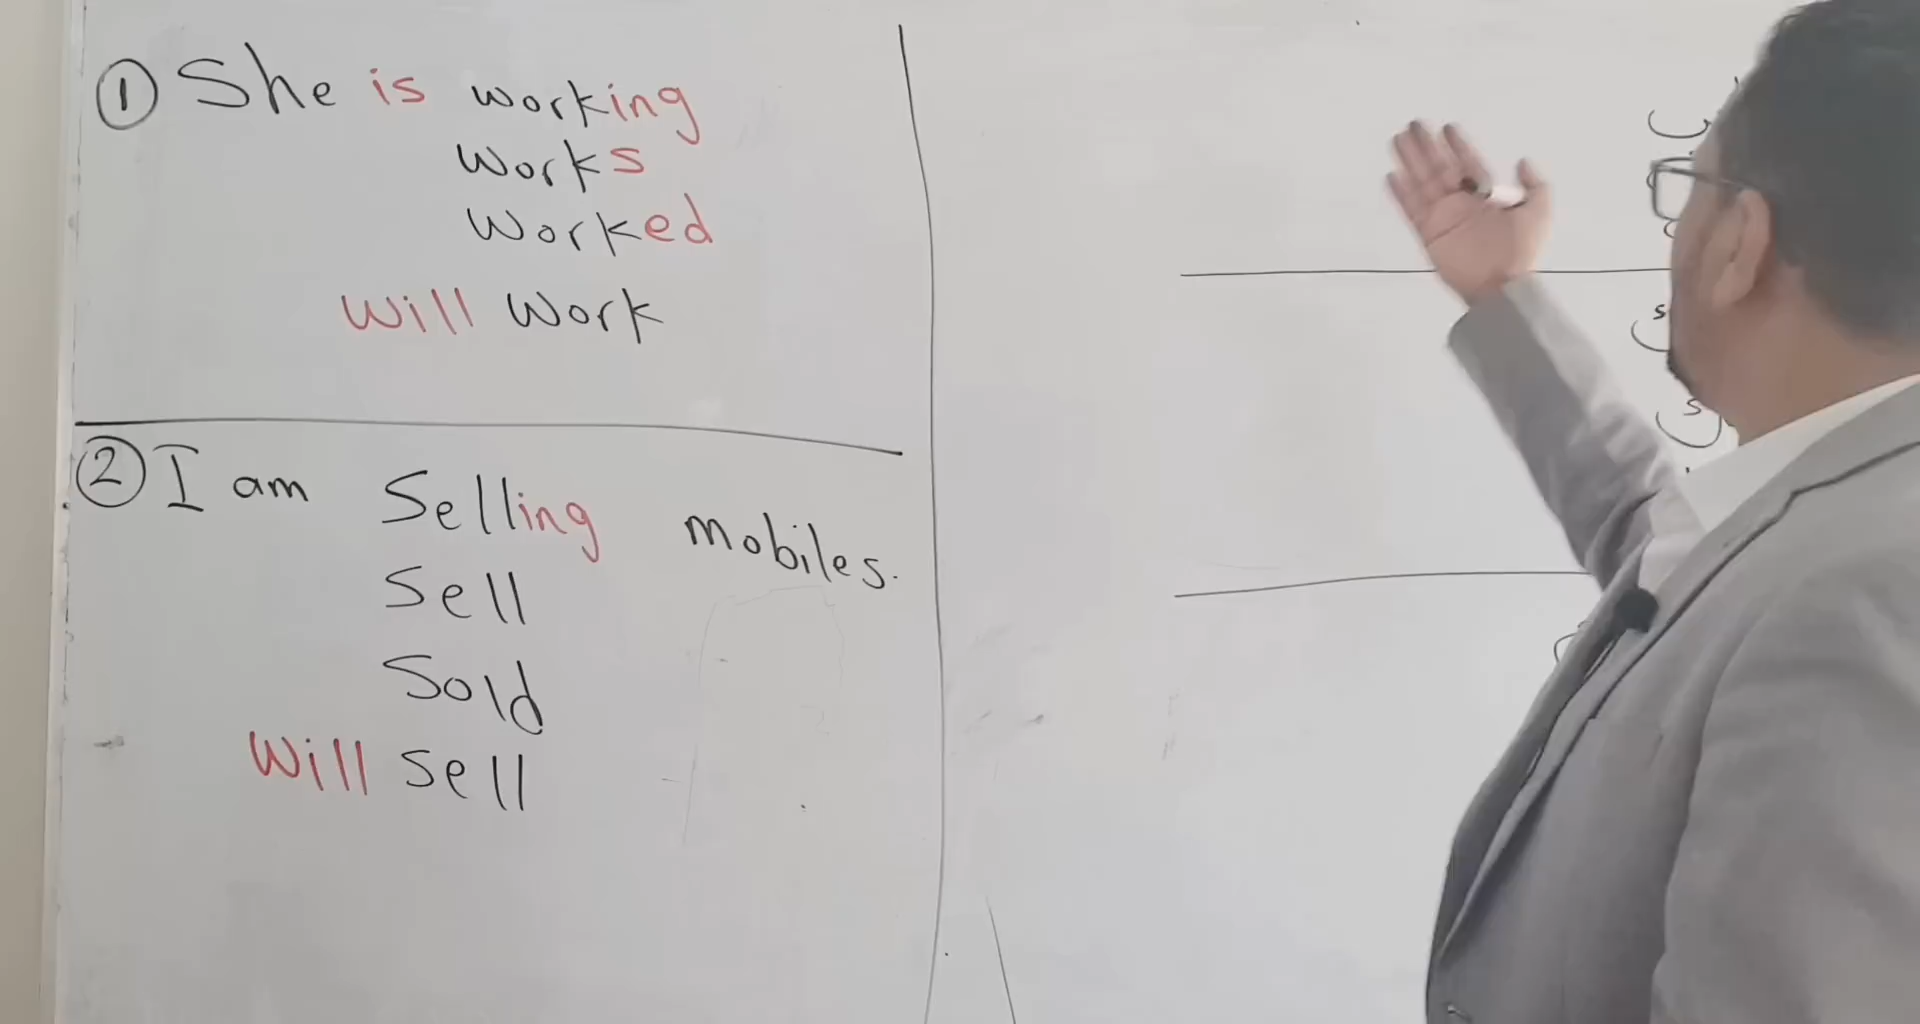 ① She is working
works
worked
will work
② I am Selling mobiles.
Sell
Sold
will sell